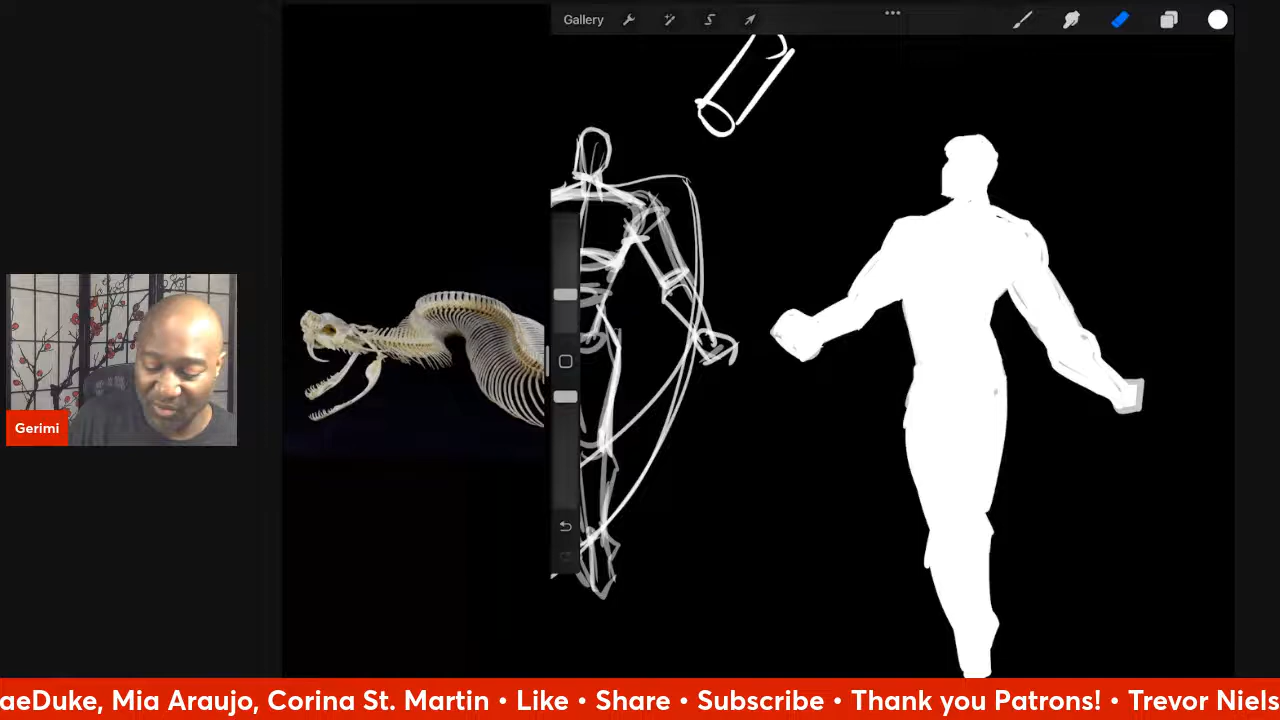 Gallery
Gerimi
aeDuke, Mia Araujo, Corina St. Martin • Like • Share • Subscribe • Thank you Patrons! • Trevor Niels